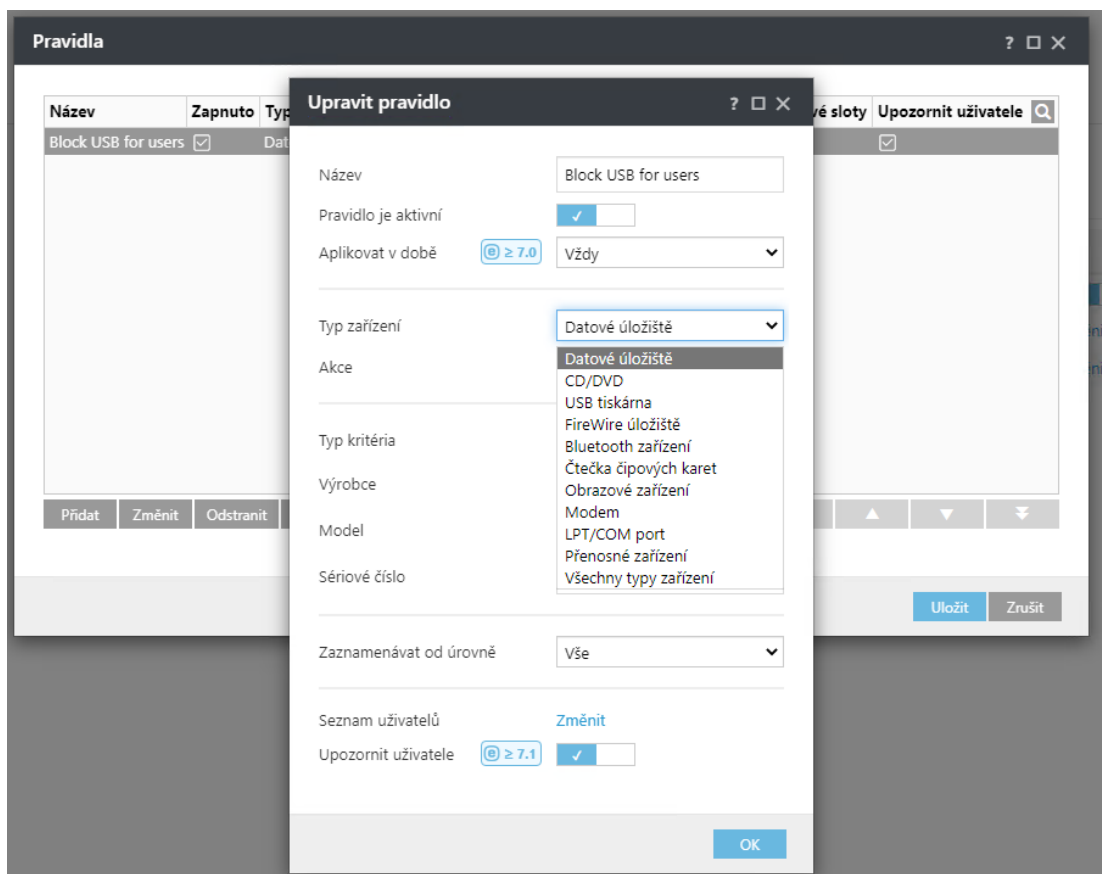 Pravidla
?
Název Zapnuto Typ vé sloty Upozornit uživatele
Block USB for users Dat
Přidat Změnit Odstranit
Uložit Zrušit
Upravit pravidlo
?
Název Block USB for users
Pravidlo je aktivní
Aplikovat v době e ≥ 7.0 Vždy
Typ zařízení Datové úložiště
Akce
Datové úložiště
CD/DVD
USB tiskárna
FireWire úložiště
Bluetooth zařízení
Čtečka čipových karet
Obrazové zařízení
Modem
LPT/COM port
Přenosné zařízení
Všechny typy zařízení
Typ kritéria
Výrobce
Model
Sériové číslo
Zaznamenávat od úrovně Vše
Seznam uživatelů Změnit
Upozornit uživatele e ≥ 7.1
OK